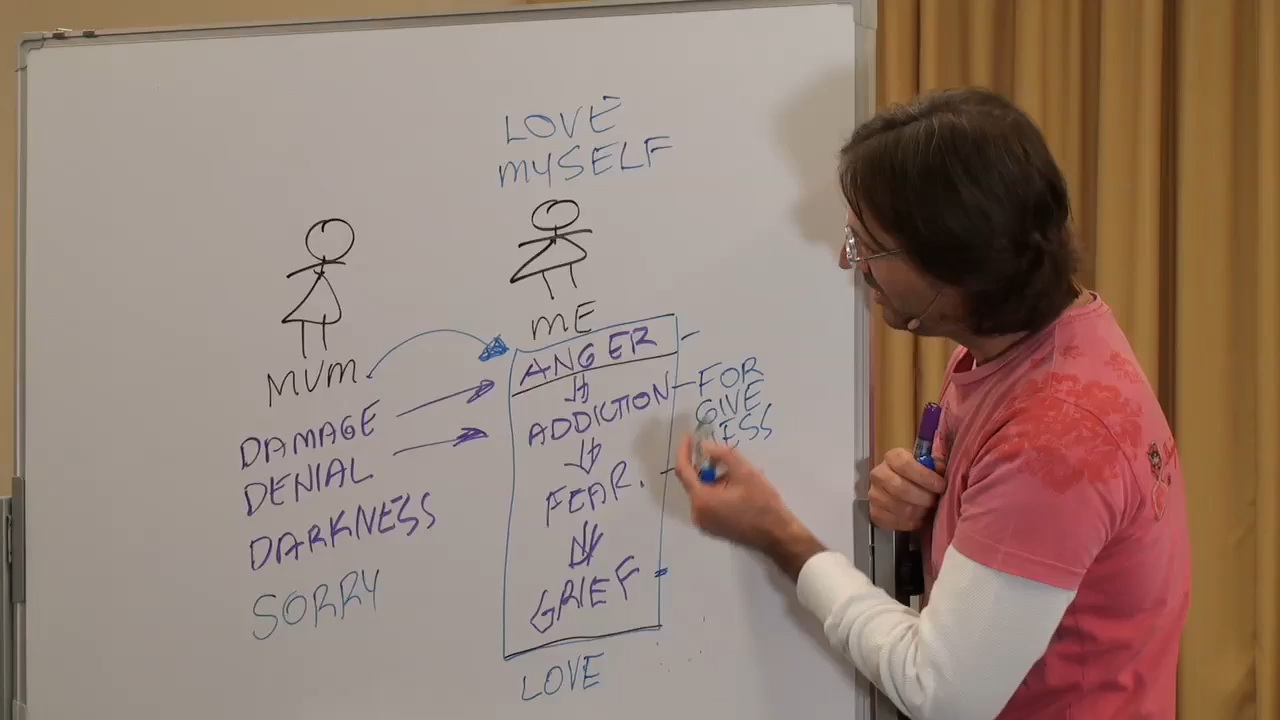 LOVE
MYSELF
MUM
DAMAGE
DENIAL
DARKNESS
SORRY
ME
ANGER
ADDICTION
FEAR.
GRIEF
LOVE
FOR
GIVE
NESS